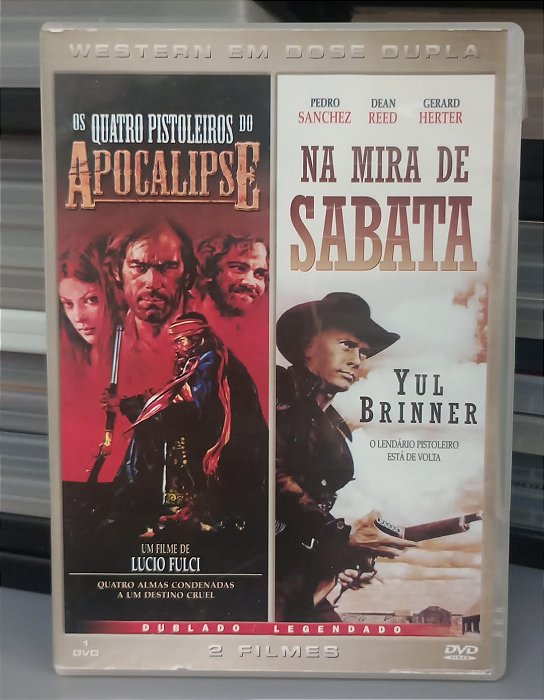 WESTERN EM DOSE DUPLA
OS QUATRO PISTOLEIROS DO
APOCALIPSE
UM FILME DE
LUCIO FULCI
QUATRO ALMAS CONDENADAS
A UM DESTINO CRUEL
PEDRO SANCHEZ
DEAN REED
GERARD HERTER
NA MIRA DE
SABATA
YUL
BRINNER
O LENDÁRIO PISTOLEIRO
ESTÁ DE VOLTA
DUBLADO LEGENDADO
1
DVD
2 FILMES
DVD
VIDEO